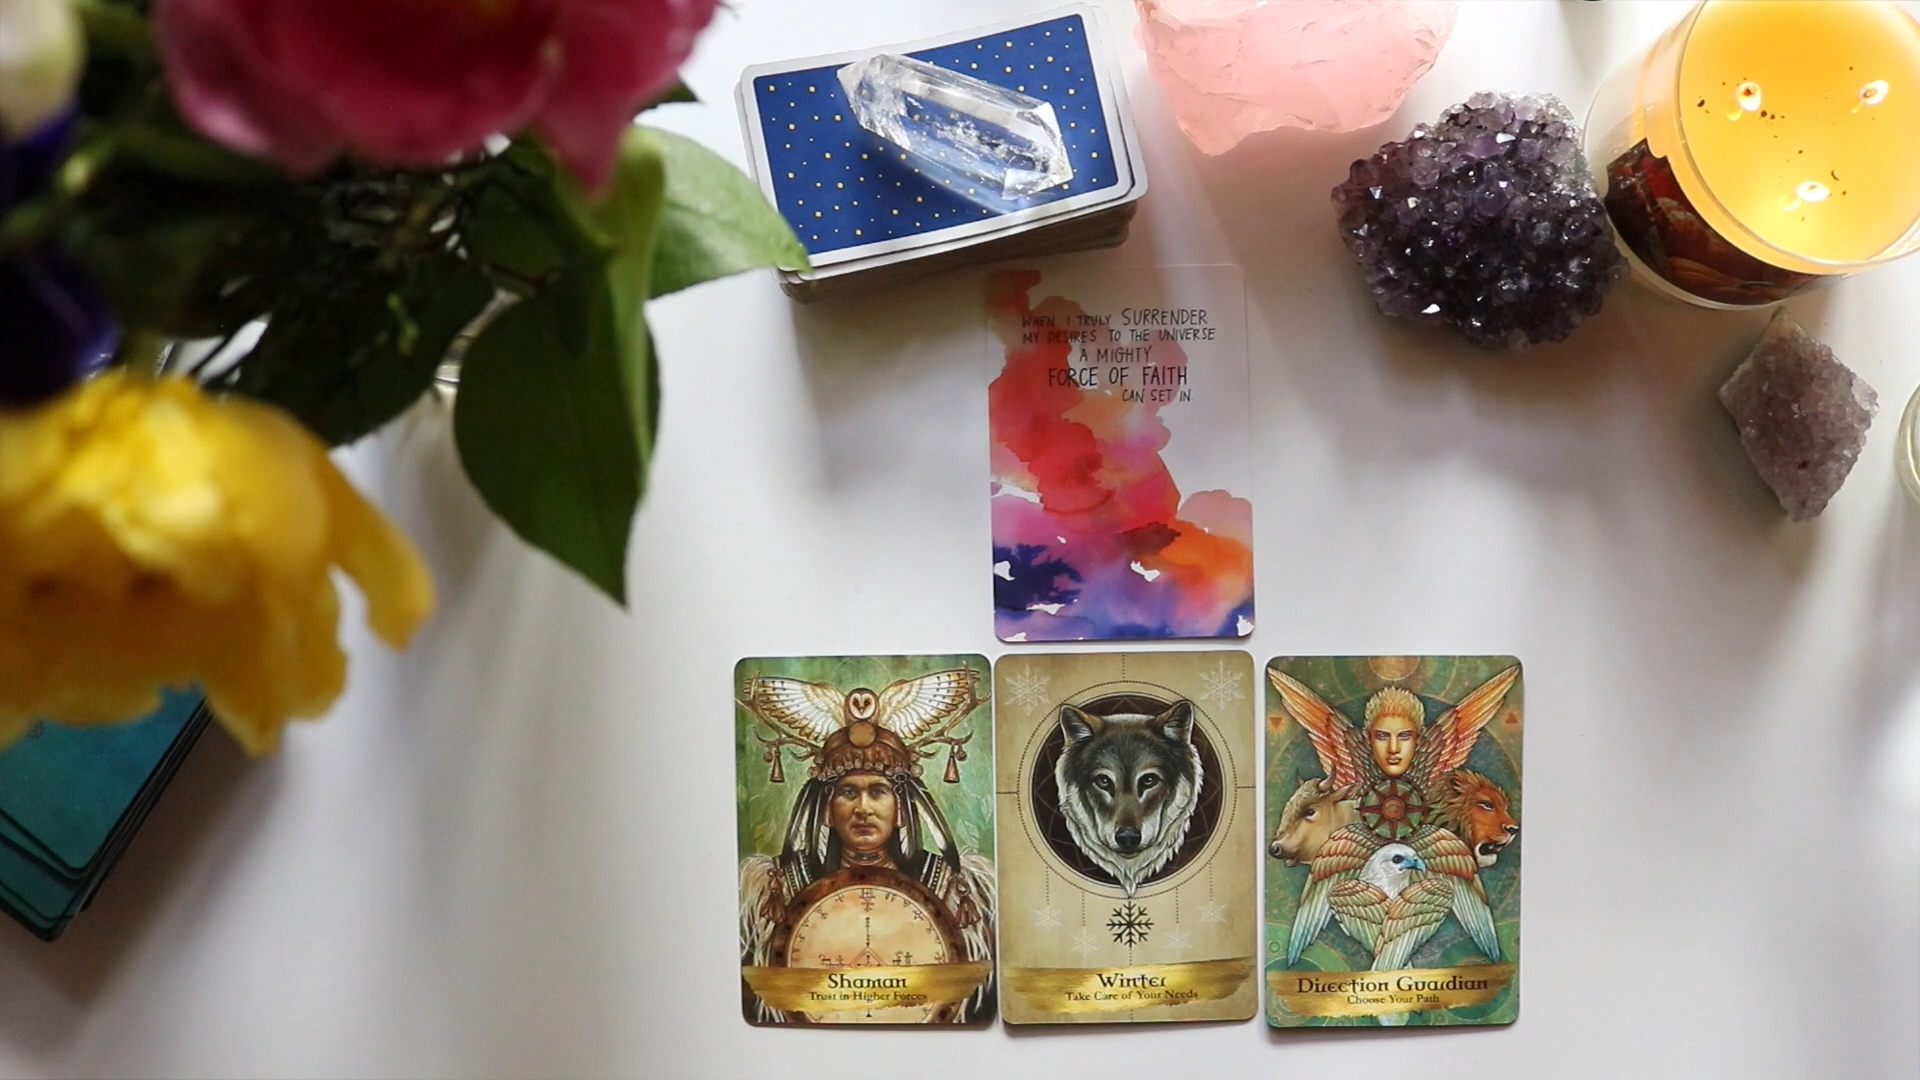 WHEN I TRULY SURRENDER
MY DESIRES TO THE UNIVERSE
A MIGHTY
FORCE OF FAITH
CAN SET IN.
Shaman
Trust in Higher Forces
Winter
Take Care of Your Needs
Direction Guardian
Choose Your Path